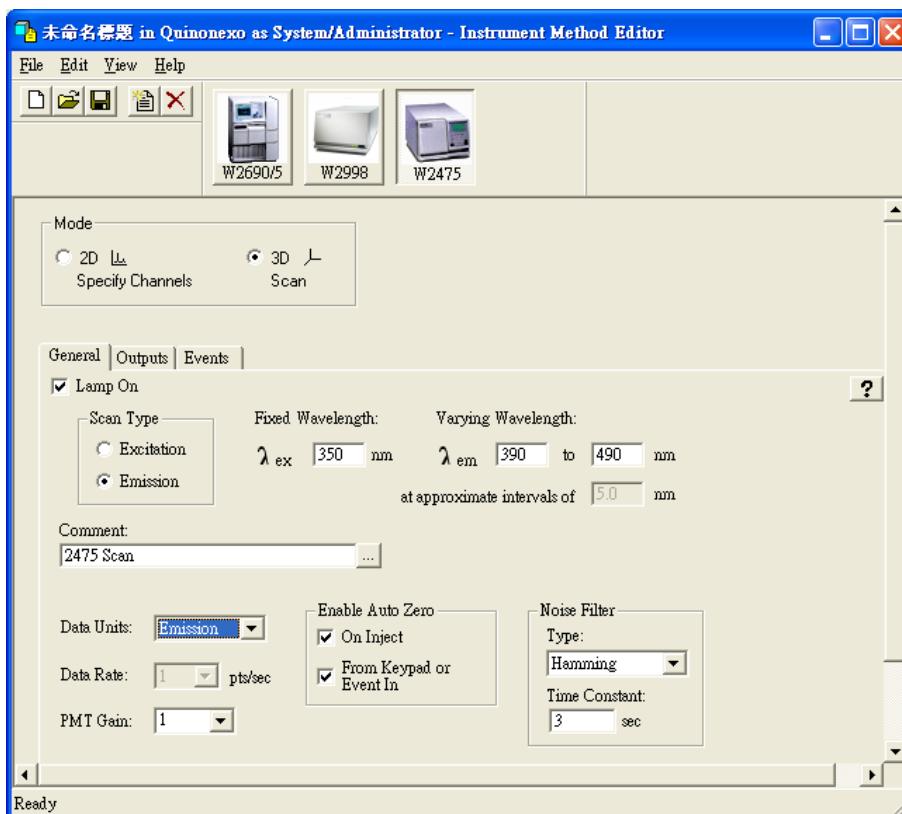 未命名標題 in Quinonexo as System/Administrator - Instrument Method Editor
File Edit View Help
W2690/5 W2998 W2475
Mode
2D 3D
Specify Channels Scan
General Outputs Events
Lamp On ?
Scan Type Fixed Wavelength: Varying Wavelength:
Excitation λ ex 350 nm λ em 390 to 490 nm
Emission
at approximate intervals of 5.0 nm
Comment:
2475 Scan ...
Enable Auto Zero Noise Filter
Data Units: Emission On Inject Type:
From Keypad or Event In Hamming
Data Rate: 1 pts/sec
Time Constant:
PMT Gain: 1 3 sec
Ready